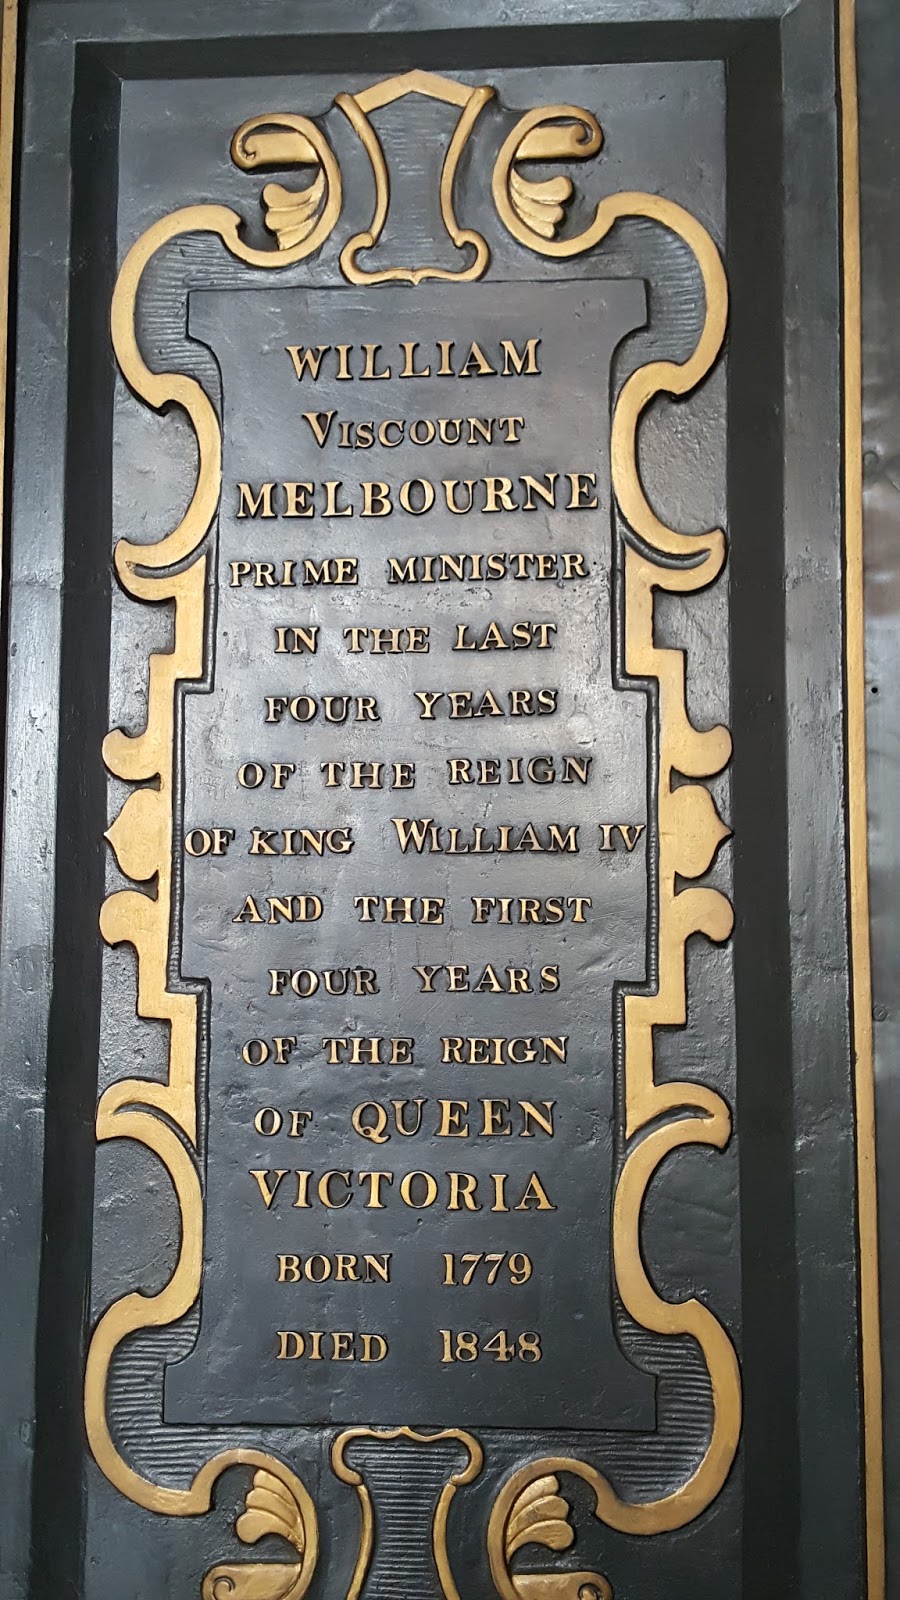 WILLIAM
VISCOUNT
MELBOURNE
PRIME MINISTER
IN THE LAST
FOUR YEARS
OF THE REIGN
OF KING WILLIAM IV
AND THE FIRST
FOUR YEARS
OF THE REIGN
OF QUEEN
VICTORIA
BORN 1779
DIED 1848